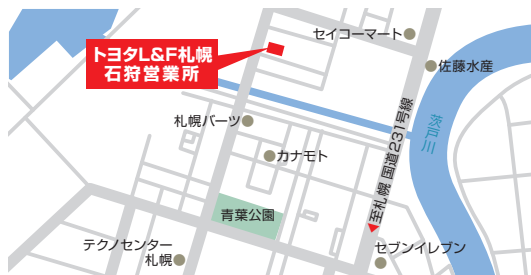 トヨタL&F札幌
石狩営業所
セイコーマート
佐藤水産
札幌パーツ
カナモト
茨戸川
至札幌 国道231号線
青葉公園
テクノセンター
札幌
セブンイレブン